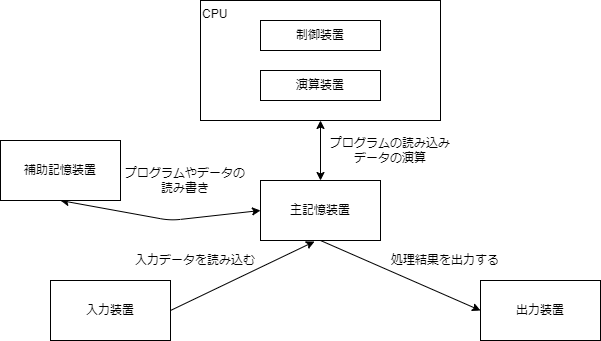 CPU
制御装置
演算装置
プログラムの読み込み
データの演算
補助記憶装置
プログラムやデータの
読み書き
主記憶装置
入力データを読み込む
処理結果を出力する
入力装置
出力装置